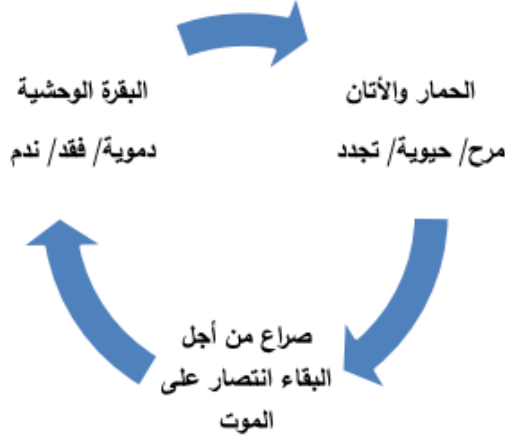 الحمار والأتان
مرح/ حيوية/ تجدد
البقرة الوحشية
دموية/ فقد/ ندم
صراع من أجل
البقاء انتصار على
الموت